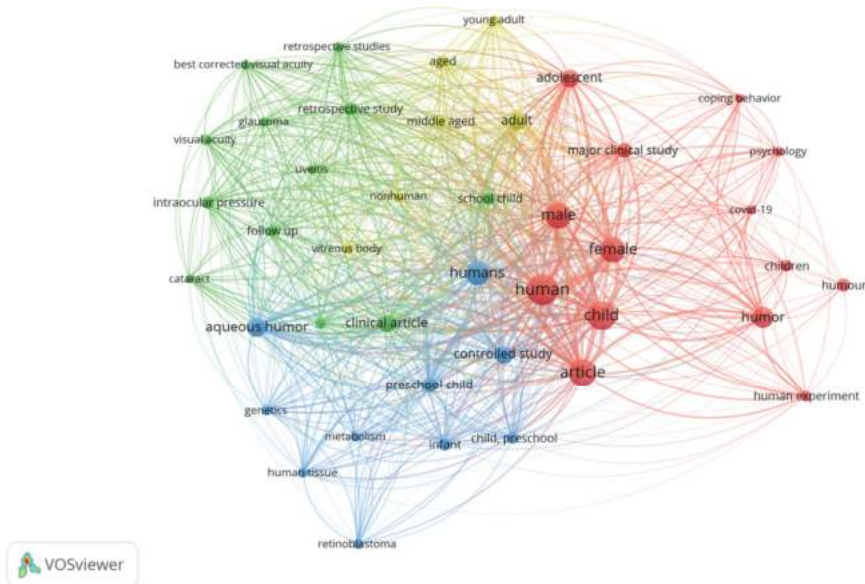 young adult
retrospective studies
best corrected visual acuity
aged
adolescent
coping behavior
retrospective study
glaucoma
middle aged
adult
visual acuity
major clinical study
psychology
uveitis
nonhuman
school child
intraocular pressure
male
covid-19
follow up
vitreous body
female
humans
children
cataract
human
humour
aqueous humor
clinical article
child
humor
controlled study
article
preschool child
human experiment
genetics
metabolism
infant
child, preschool
human tissue
retinoblastoma
VOSviewer